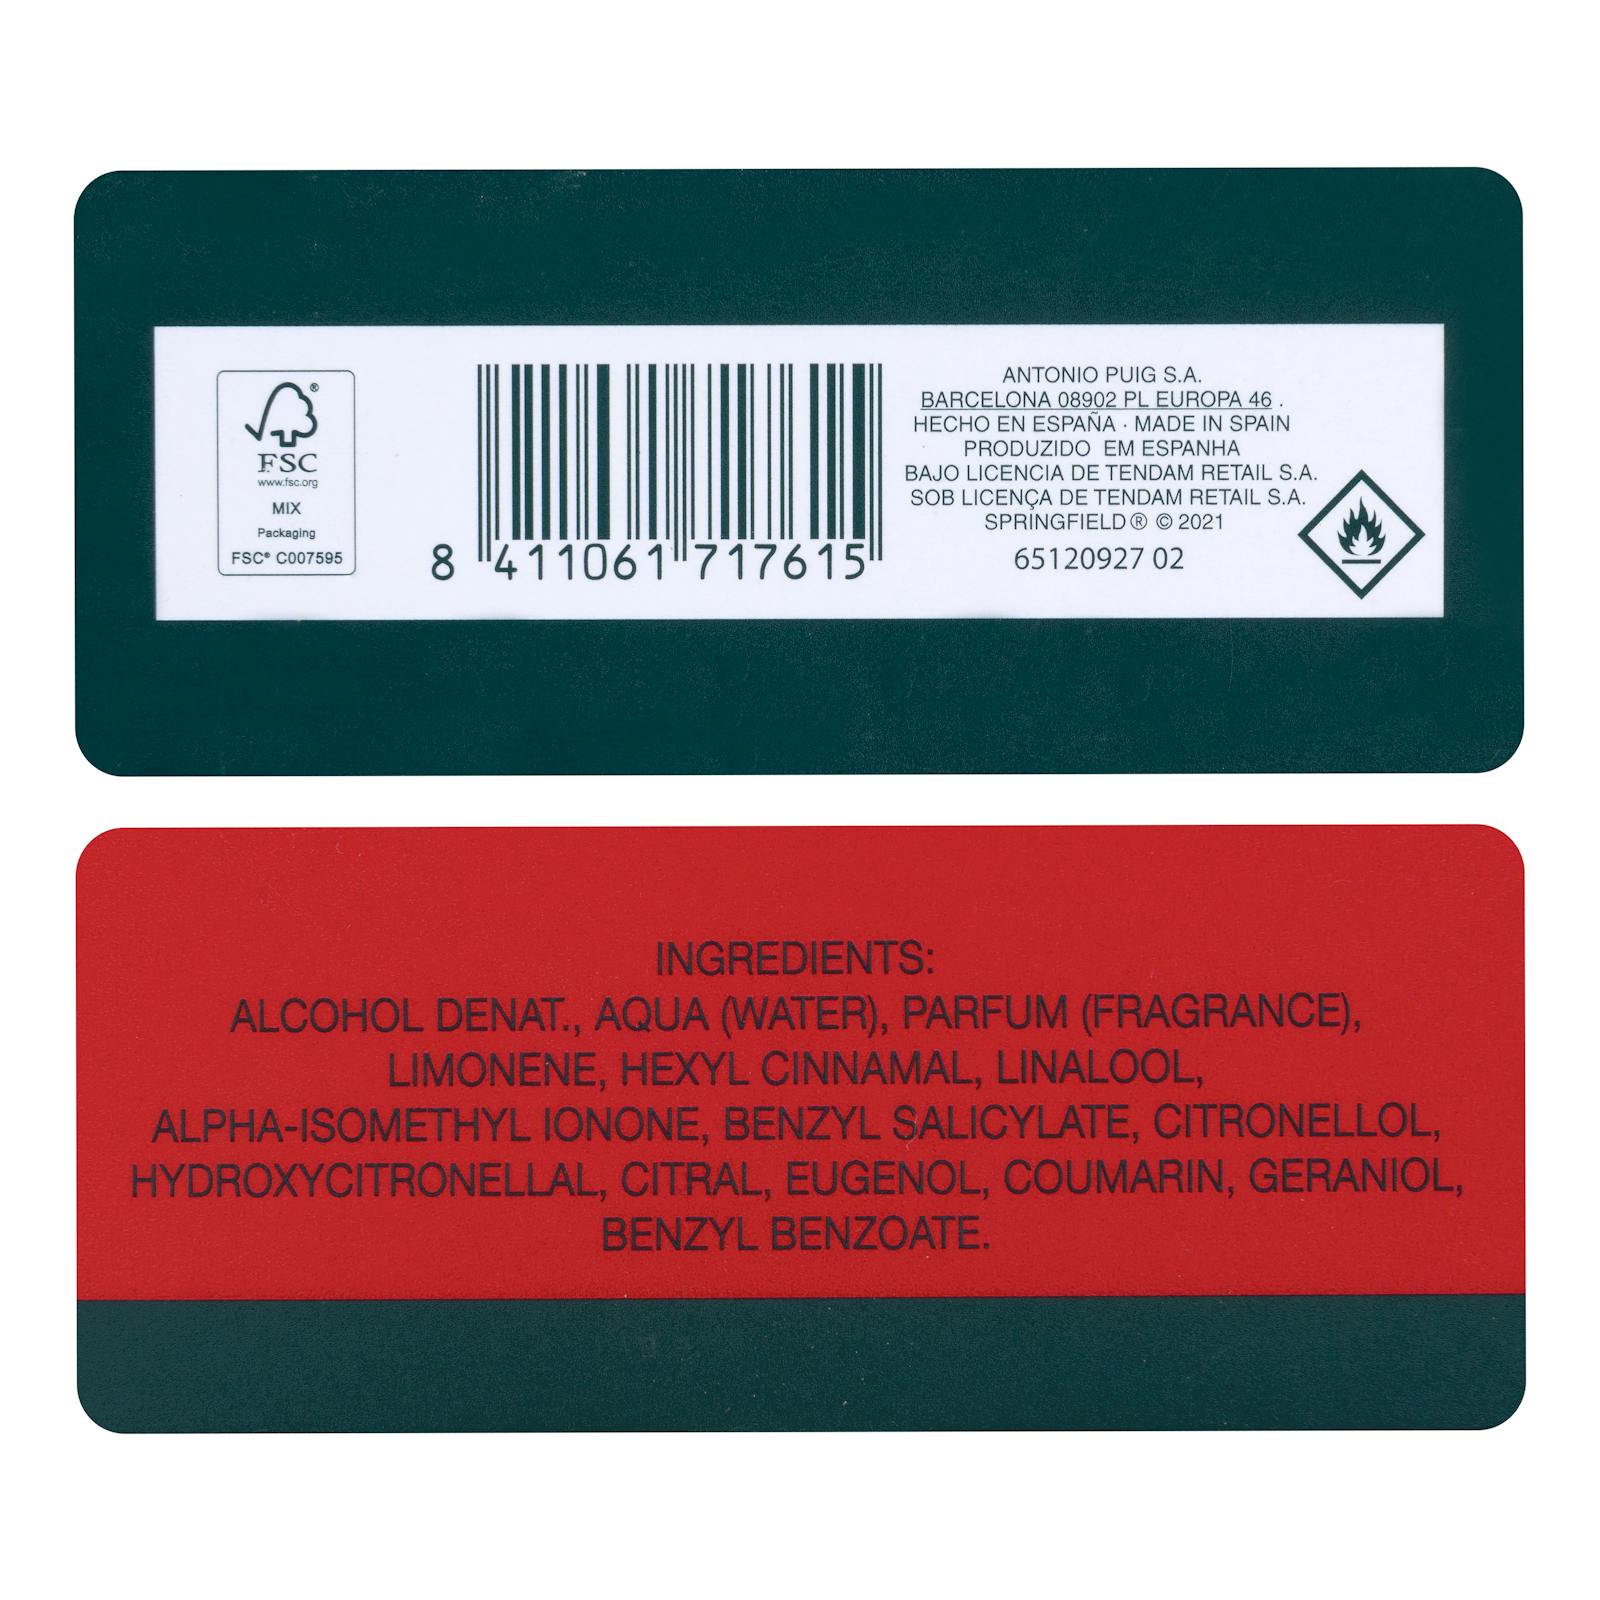 FSC®
www.fsc.org
MIX
Packaging
FSC® C007595
8 411061 717615
ANTONIO PUIG S.A.
BARCELONA 08902 PL EUROPA 46 .
HECHO EN ESPAÑA · MADE IN SPAIN
PRODUZIDO EM ESPANHA
BAJO LICENCIA DE TENDAM RETAIL S.A.
SOB LICENÇA DE TENDAM RETAIL S.A.
SPRINGFIELD® © 2021
65120927 02
INGREDIENTS:
ALCOHOL DENAT., AQUA (WATER), PARFUM (FRAGRANCE),
LIMONENE, HEXYL CINNAMAL, LINALOOL,
ALPHA-ISOMETHYL IONONE, BENZYL SALICYLATE, CITRONELLOL,
HYDROXYCITRONELLAL, CITRAL, EUGENOL, COUMARIN, GERANIOL,
BENZYL BENZOATE.